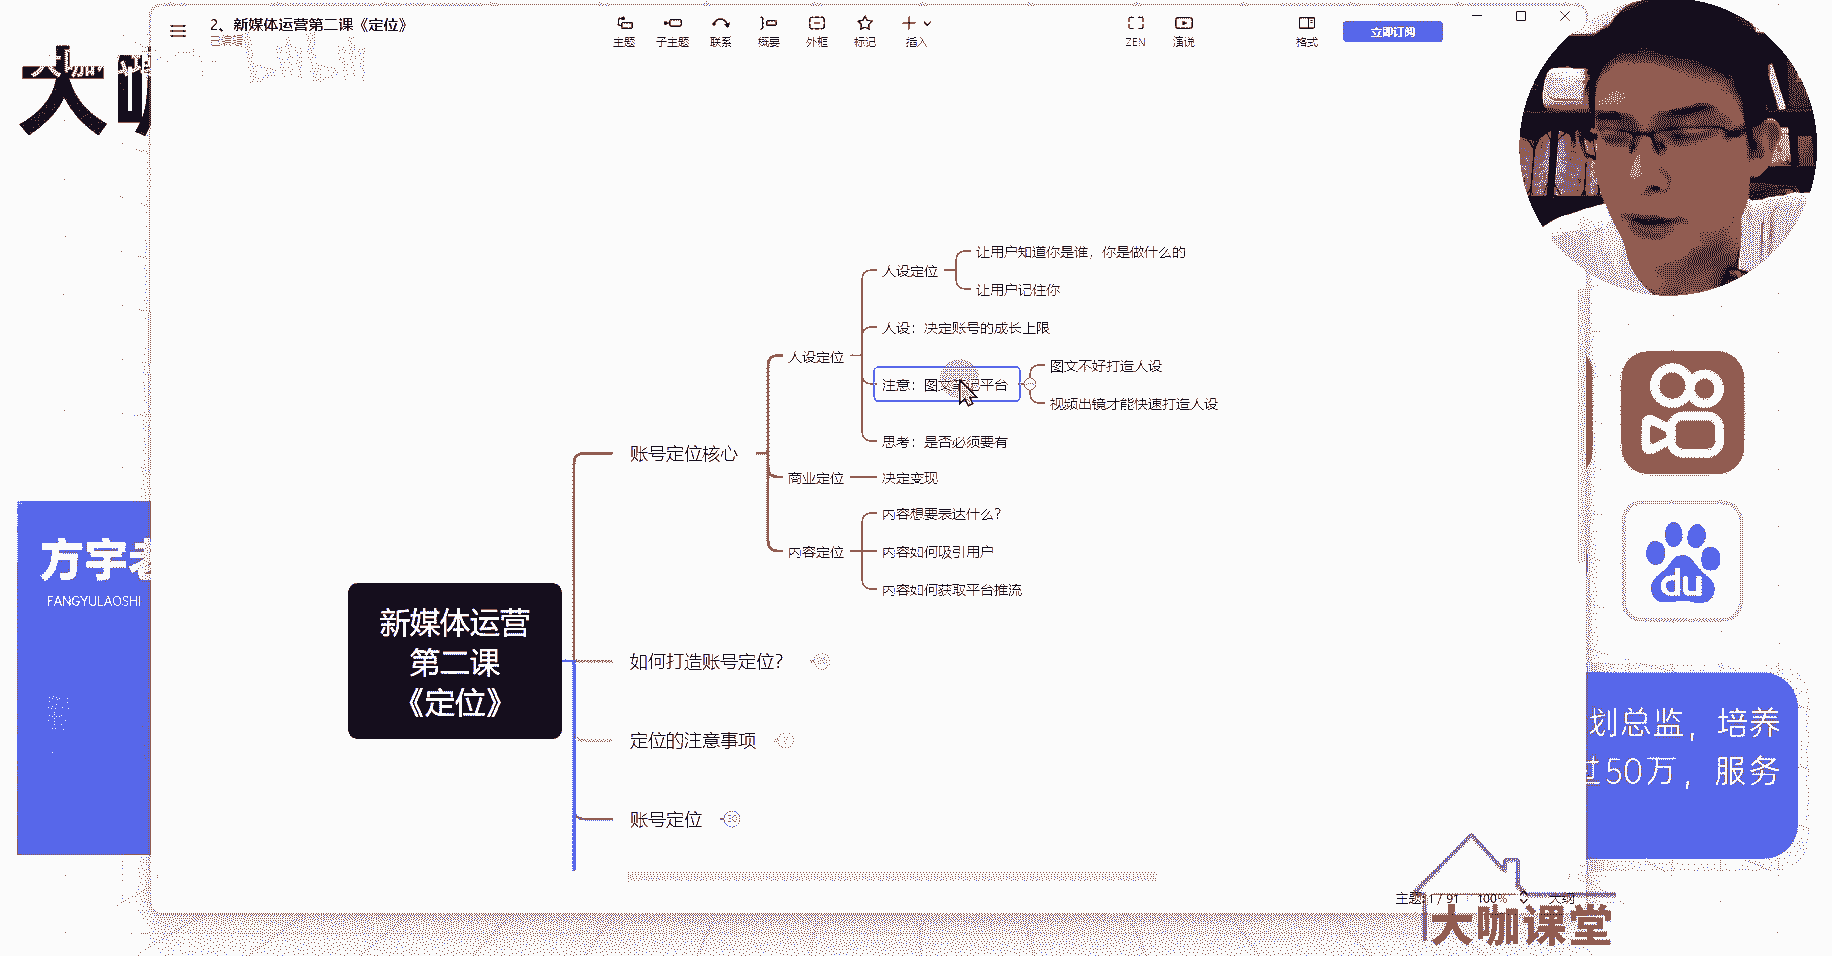 2、新媒体运营第二课《定位》
已编辑
主题
子主题
联系
概要
外框
标记
插入
ZEN
演说
格式
立即订阅
大咖
让用户知道你是谁，你是做什么的
人设定位
让用户记住你
人设：决定账号的成长上限
人设定位
图文不好打造人设
注意：图文笔记平台
视频出镜才能快速打造人设
思考：是否必须要有
账号定位核心
商业定位
决定变现
内容想要表达什么？
内容定位
内容如何吸引用户
内容如何获取平台推流
方宇老
FANGYULAOSHI
du
新媒体运营
第二课
《定位》
如何打造账号定位？
定位的注意事项
账号定位
划总监，培养
过50万，服务
主题：1 / 91
100%
大纲
大咖课堂